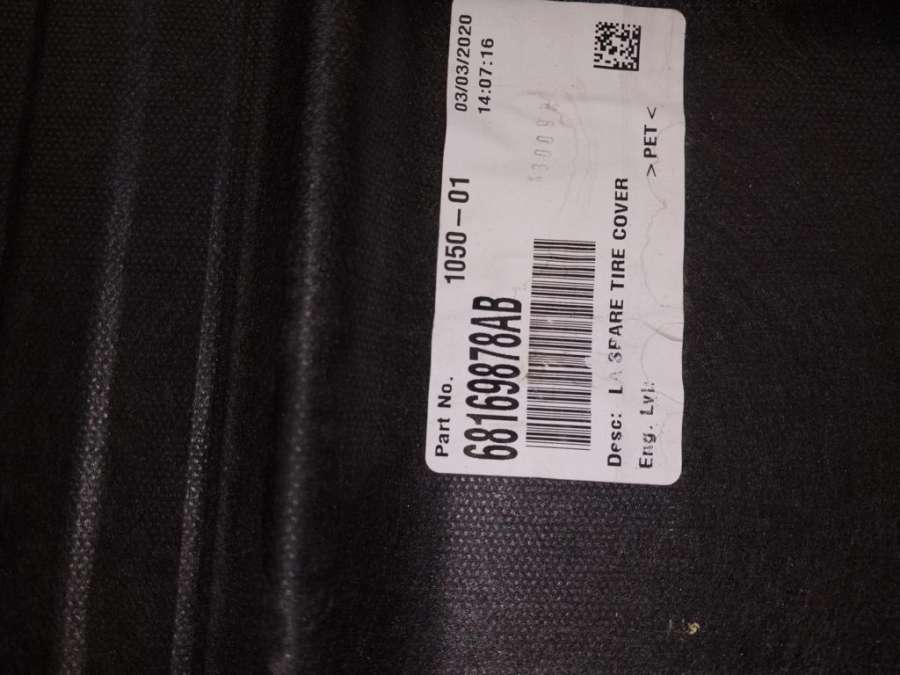 Part No. 1050-01 03/03/2020
68169878AB 14:07:16
Desc: LA SPARE TIRE COVER
Eng. Lvl: > PET <